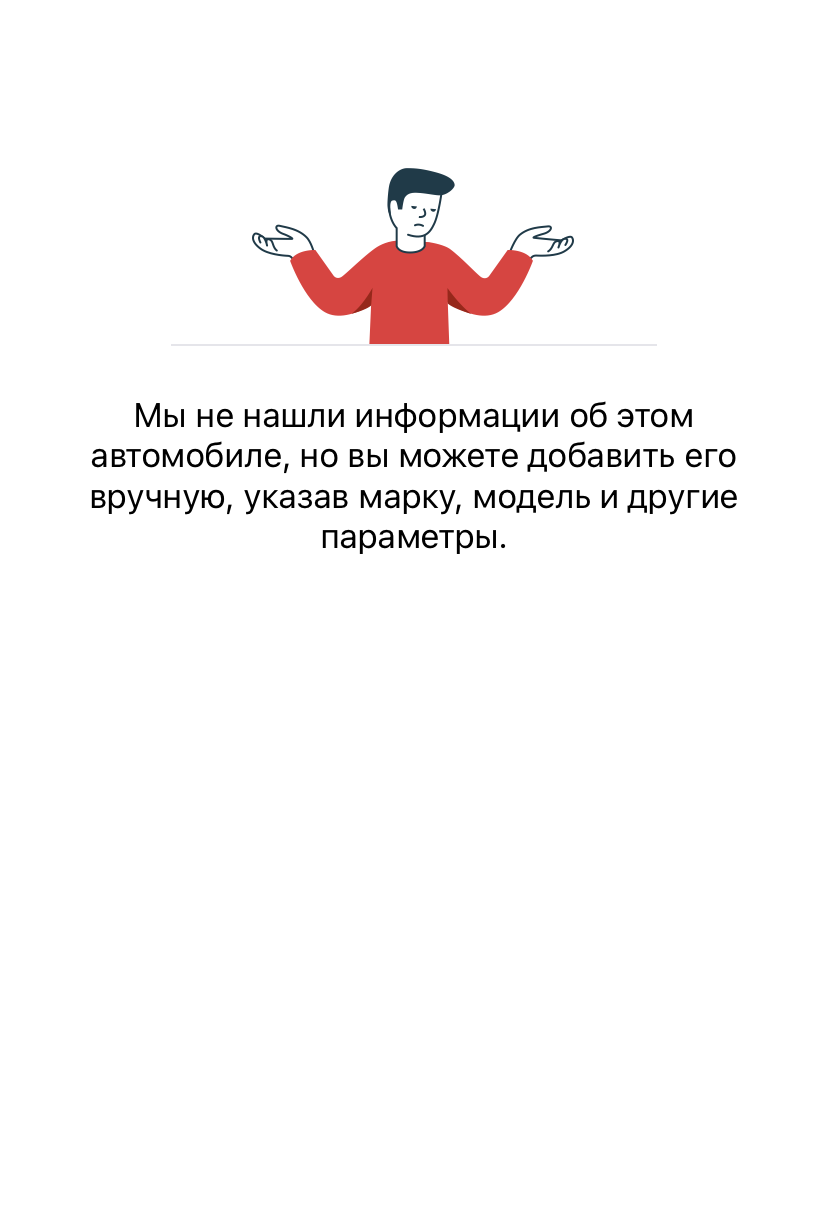 Мы не нашли информации об этом
автомобиле, но вы можете добавить его
вручную, указав марку, модель и другие
параметры.